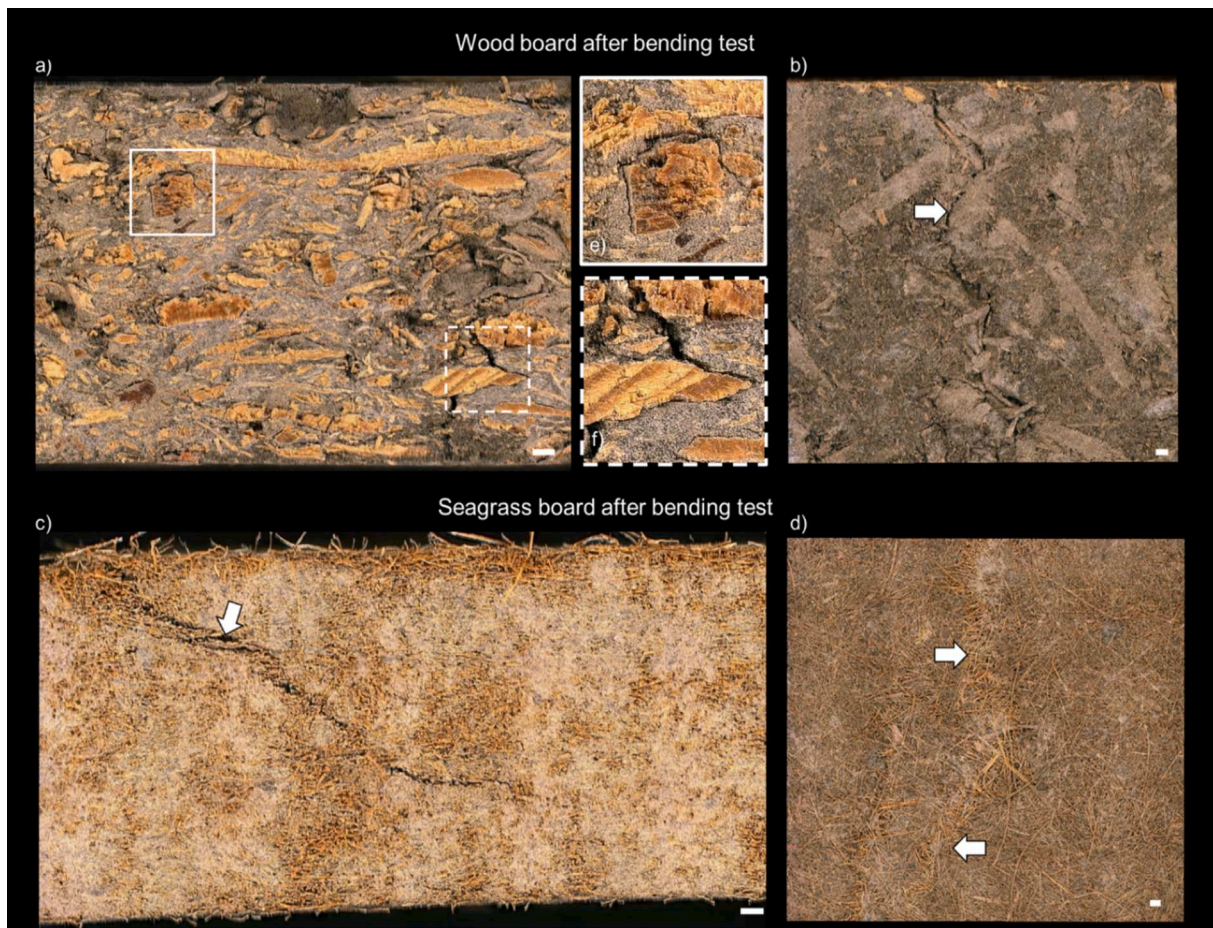 Wood board after bending test
a)
b)
e)
f)
Seagrass board after bending test
c)
d)